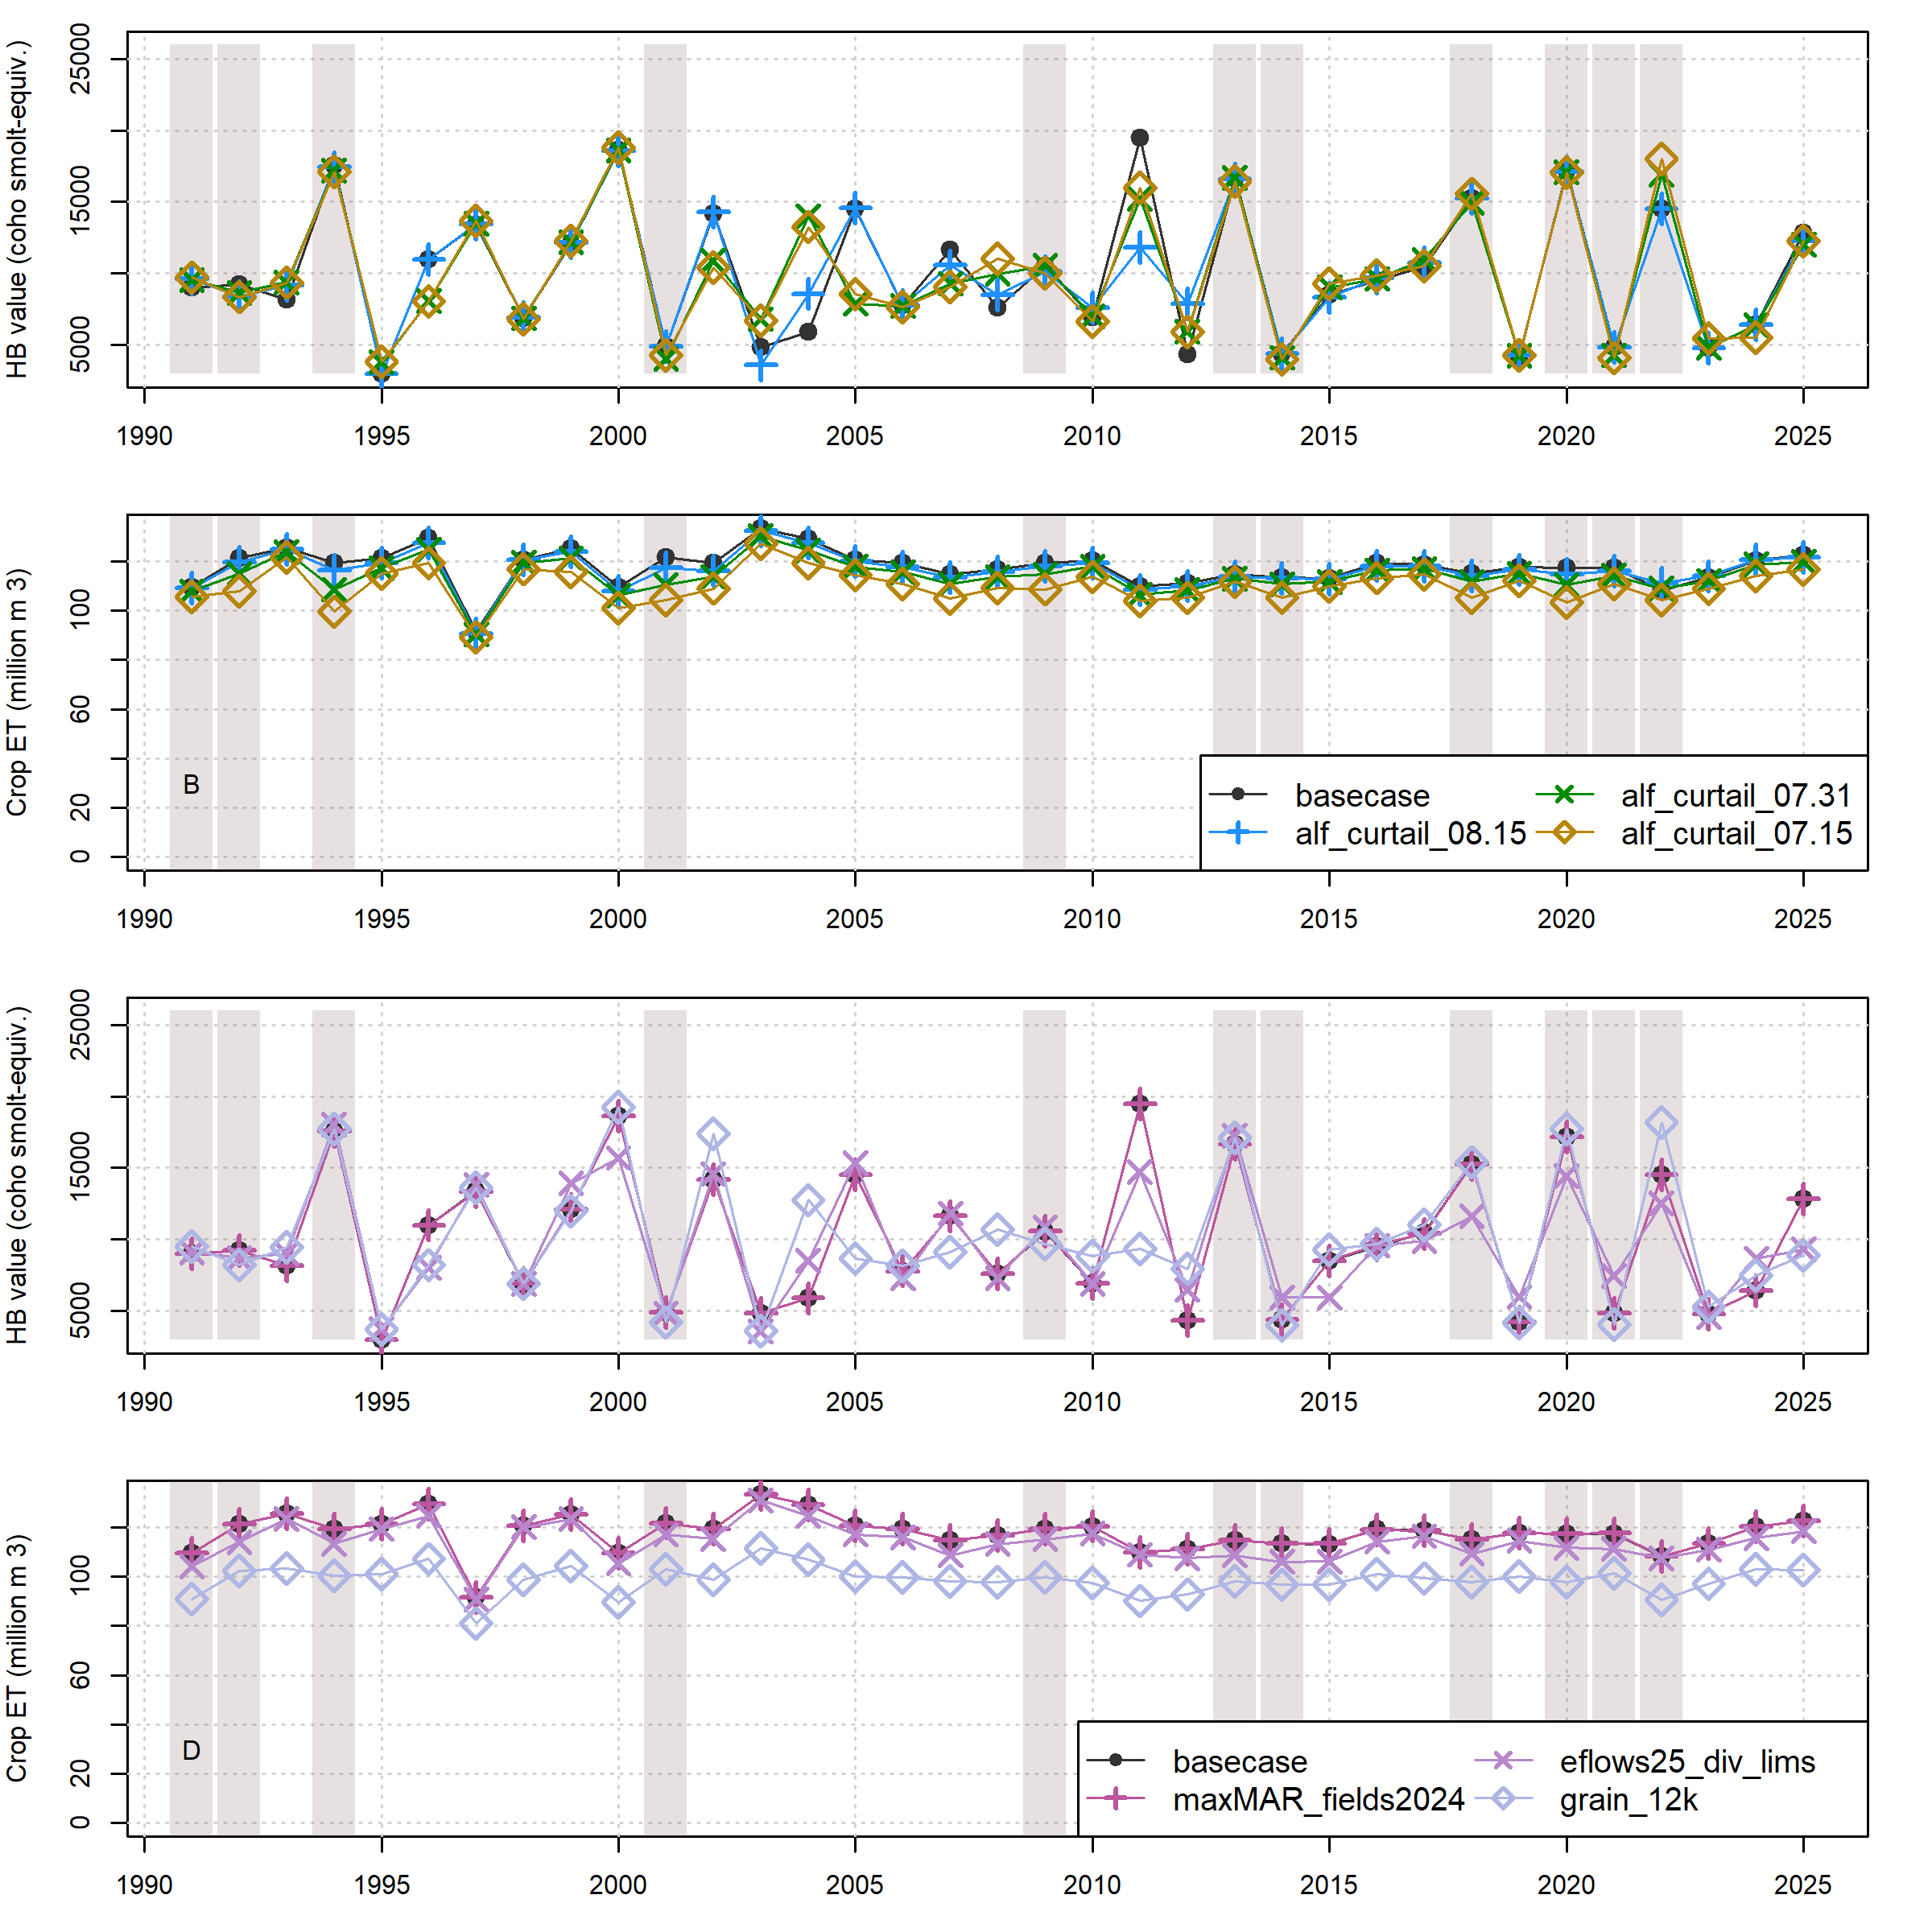 HB value (coho smolt-equiv.)
5000 15000 25000
1990 1995 2000 2005 2010 2015 2020 2025
Crop ET (million m 3)
0 20 60 100
B
basecase alf_curtail_07.31
alf_curtail_08.15 alf_curtail_07.15
1990 1995 2000 2005 2010 2015 2020 2025
HB value (coho smolt-equiv.)
5000 15000 25000
1990 1995 2000 2005 2010 2015 2020 2025
Crop ET (million m 3)
0 20 60 100
D
basecase eflows25_div_lims
maxMAR_fields2024 grain_12k
1990 1995 2000 2005 2010 2015 2020 2025